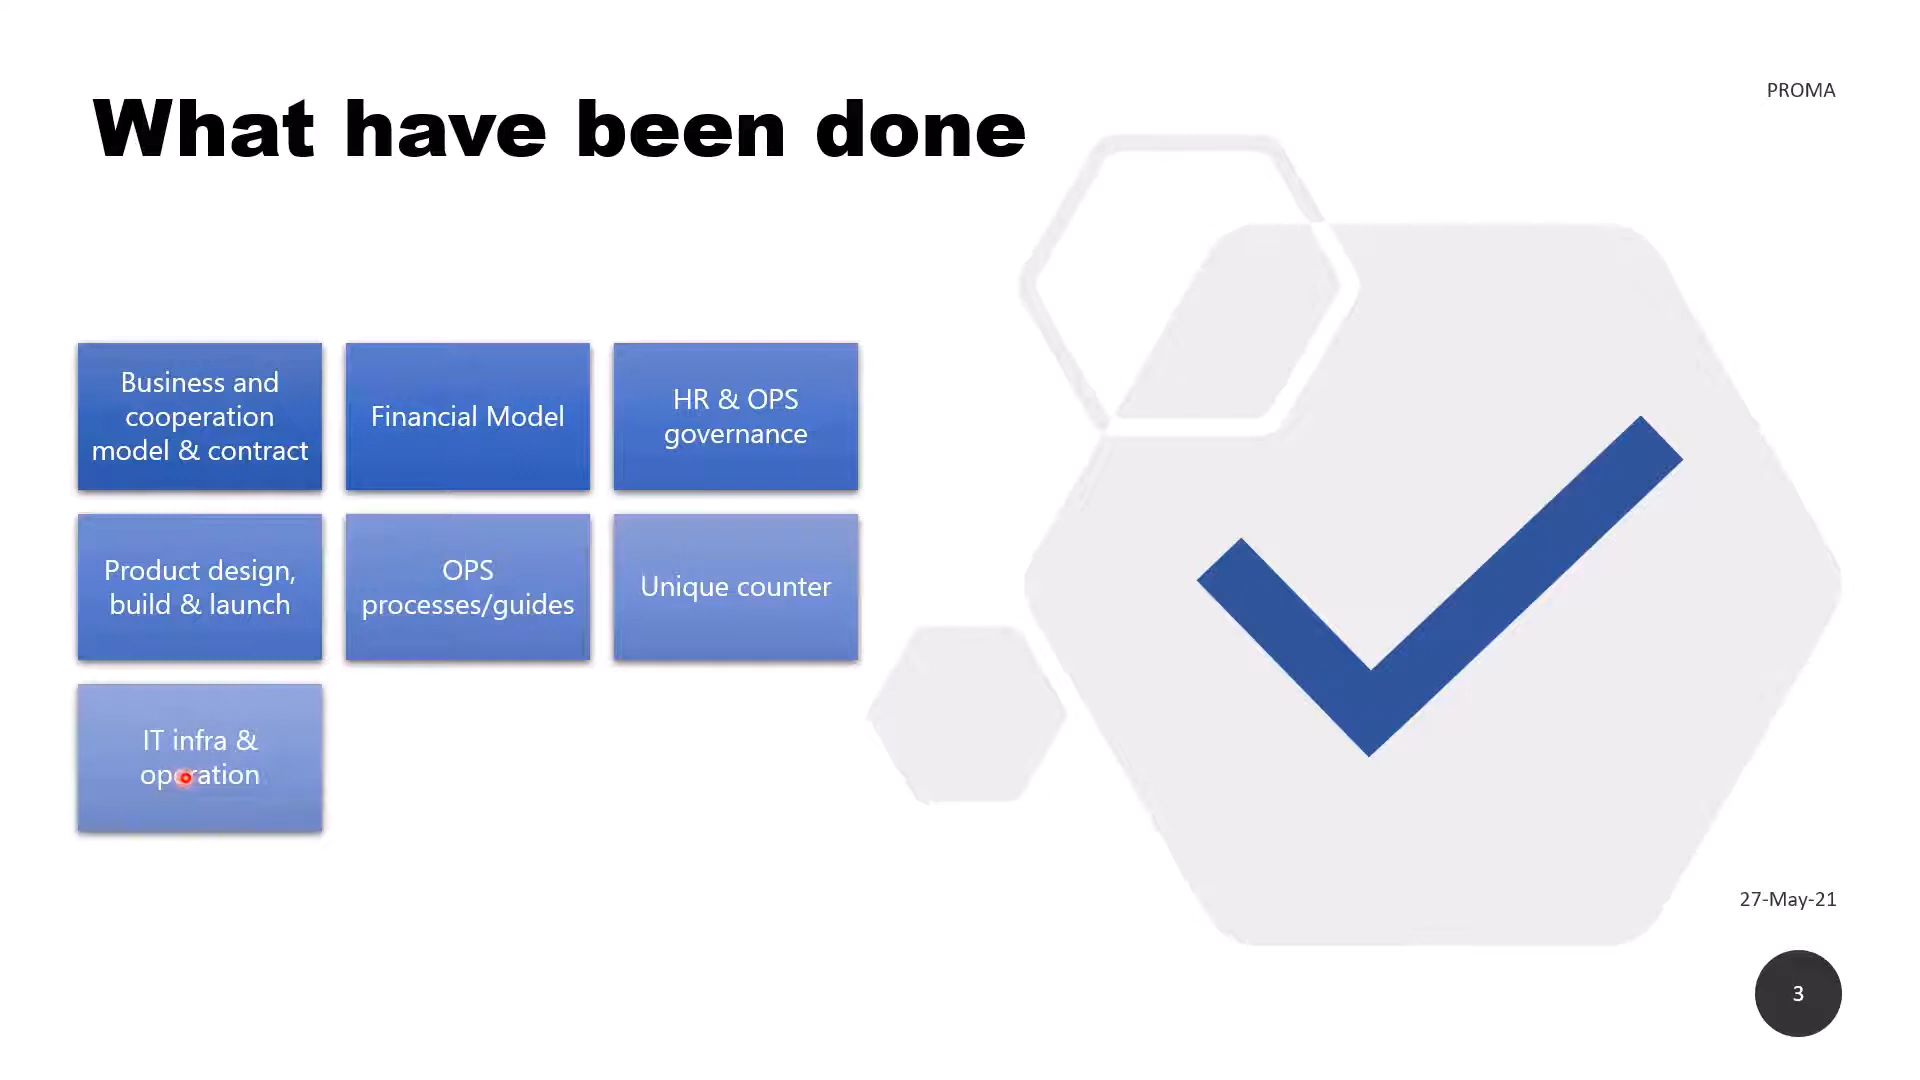 What have been done
PROMA
Business and
cooperation
model & contract
Financial Model
HR & OPS
governance
Product design,
build & launch
OPS
processes/guides
Unique counter
IT infra &
operation
27-May-21
3